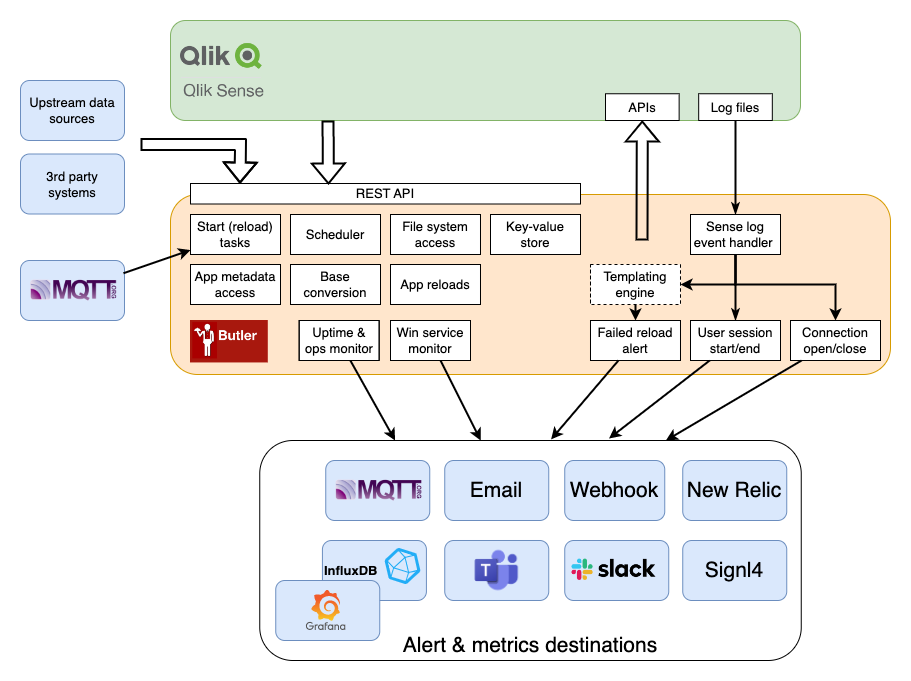 Qlik
Qlik Sense
APIs
Log files
Upstream data
sources
3rd party
systems
REST API
Start (reload)
tasks
Scheduler
File system
access
Key-value
store
Sense log
event handler
MQTT.ORG
App metadata
access
Base
conversion
App reloads
Templating
engine
Butler
Uptime &
ops monitor
Win service
monitor
Failed reload
alert
User session
start/end
Connection
open/close
MQTT.ORG
Email
Webhook
New Relic
InfluxDB
T
slack
Signl4
Grafana
Alert & metrics destinations